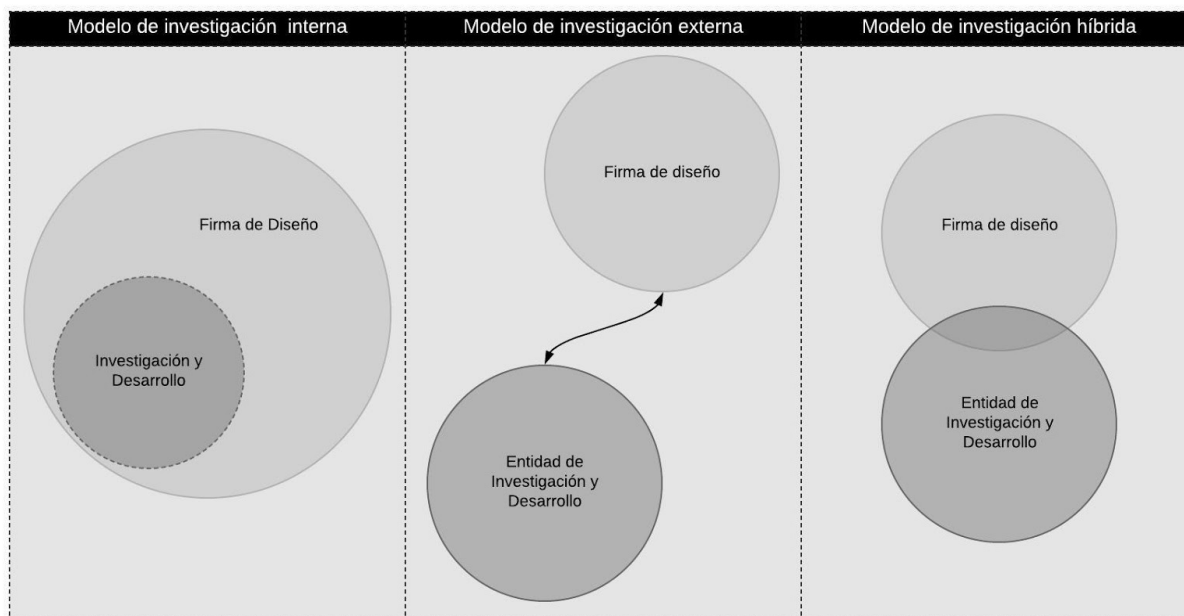 Modelo de investigación interna
Modelo de investigación externa
Modelo de investigación híbrida
Firma de Diseño
Investigación y
Desarrollo
Firma de diseño
Entidad de
Investigación y
Desarrollo
Firma de diseño
Entidad de
Investigación y
Desarrollo